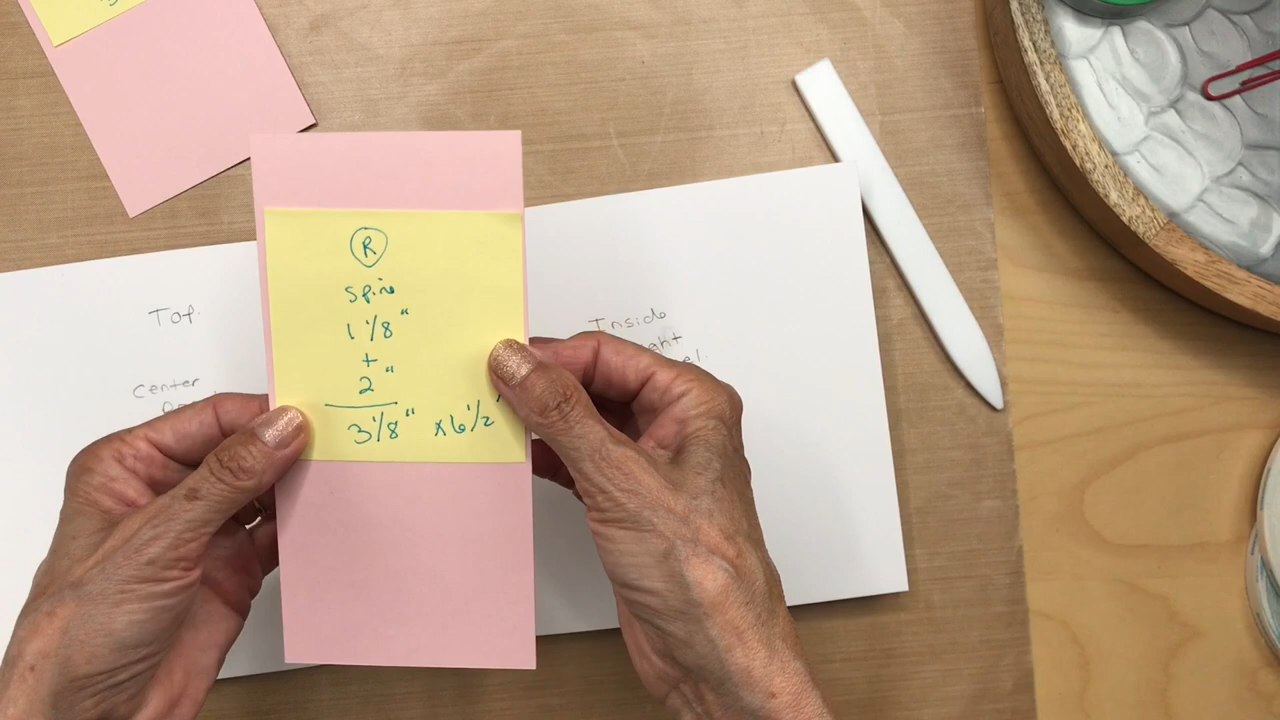 R
Spine
1 1/8"
+
2"
3 1/8" x 6 1/2"
Top.
Center
Inside